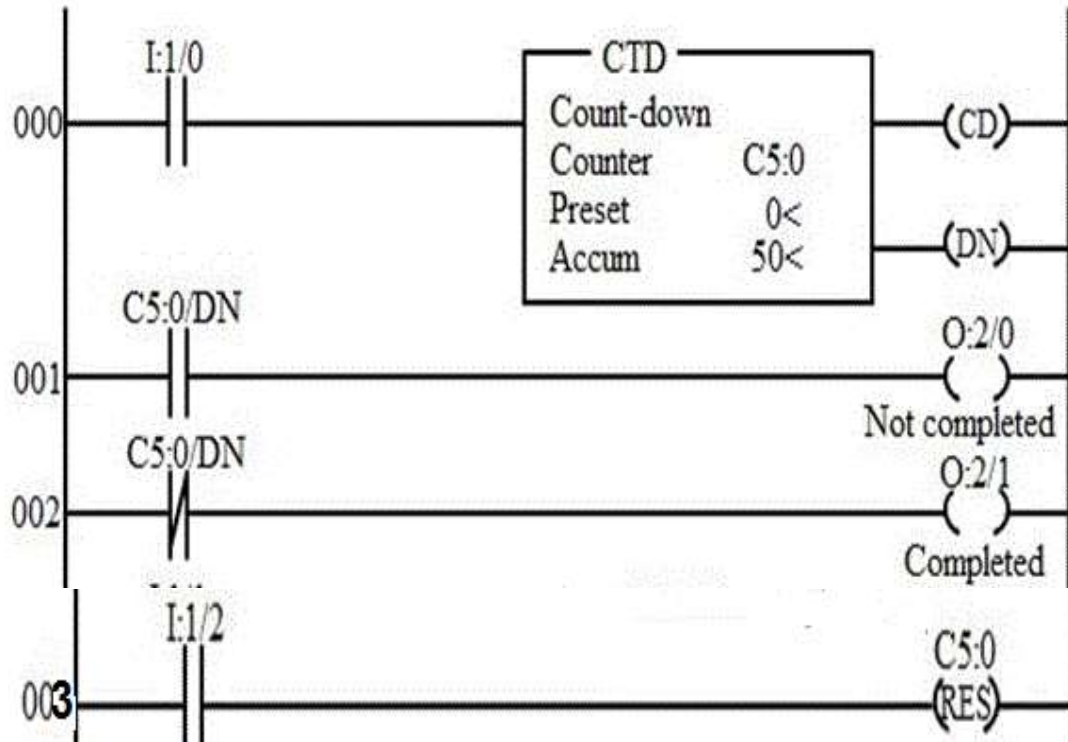 I:1/0
CTD
000
Count-down
(CD)
Counter C5:0
Preset 0<
(DN)
Accum 50<
C5:0/DN
O:2/0
001
( )
Not completed
C5:0/DN
O:2/1
002
( )
Completed
I:1/2
C5:0
003
(RES)